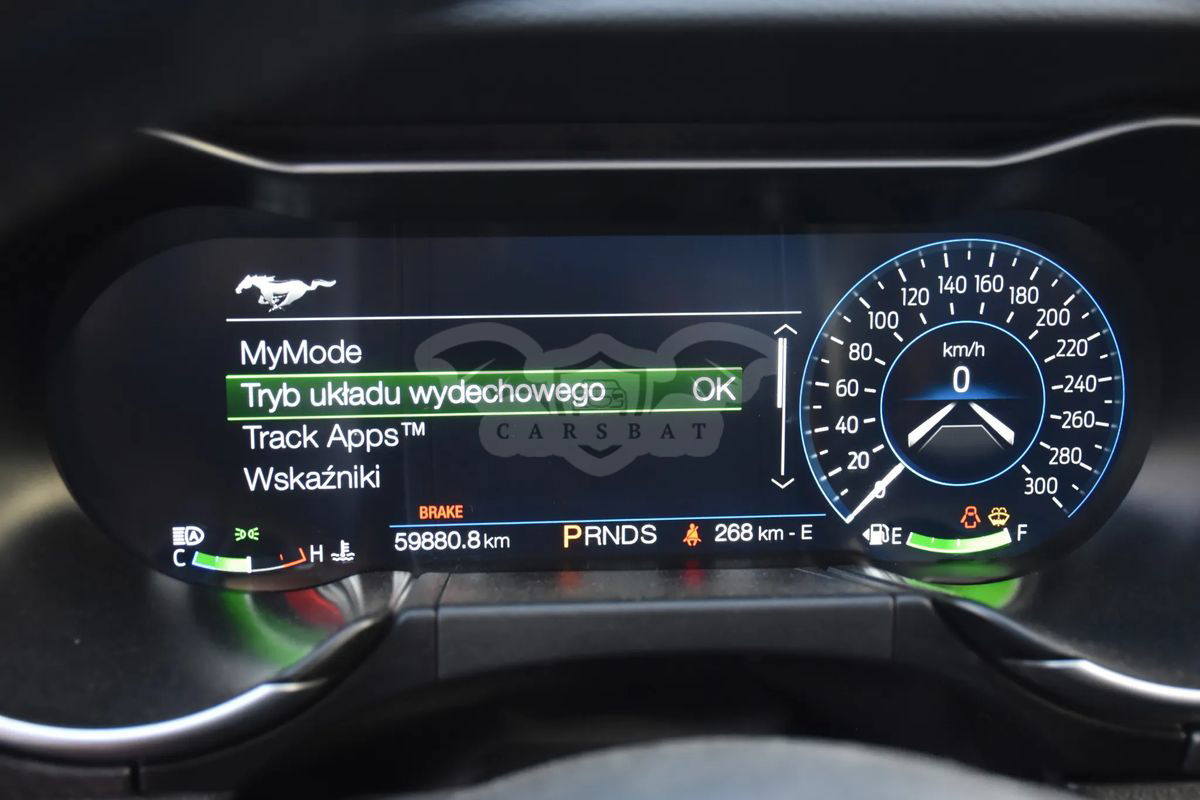 MyMode
Tryb układu wydechowego OK
Track Apps™
Wskaźniki
CARSBAT
BRAKE
59880.8 km
PRNDS
268 km - E
C
H
A
km/h
0
0
20
40
60
80
100
120
140
160
180
200
220
240
260
280
300
E
F